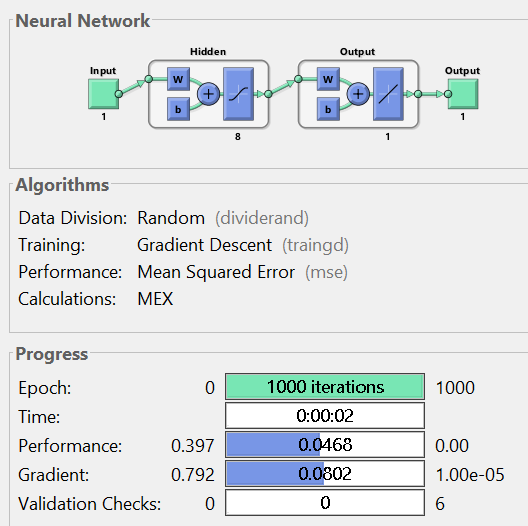 Neural Network
Hidden Output
Input Output
W W
b b
+ +
1 1
8 1
Algorithms
Data Division: Random (dividerand)
Training: Gradient Descent (traingd)
Performance: Mean Squared Error (mse)
Calculations: MEX
Progress
Epoch: 0 1000 iterations 1000
Time: 0:00:02
Performance: 0.397 0.0468 0.00
Gradient: 0.792 0.0802 1.00e-05
Validation Checks: 0 0 6